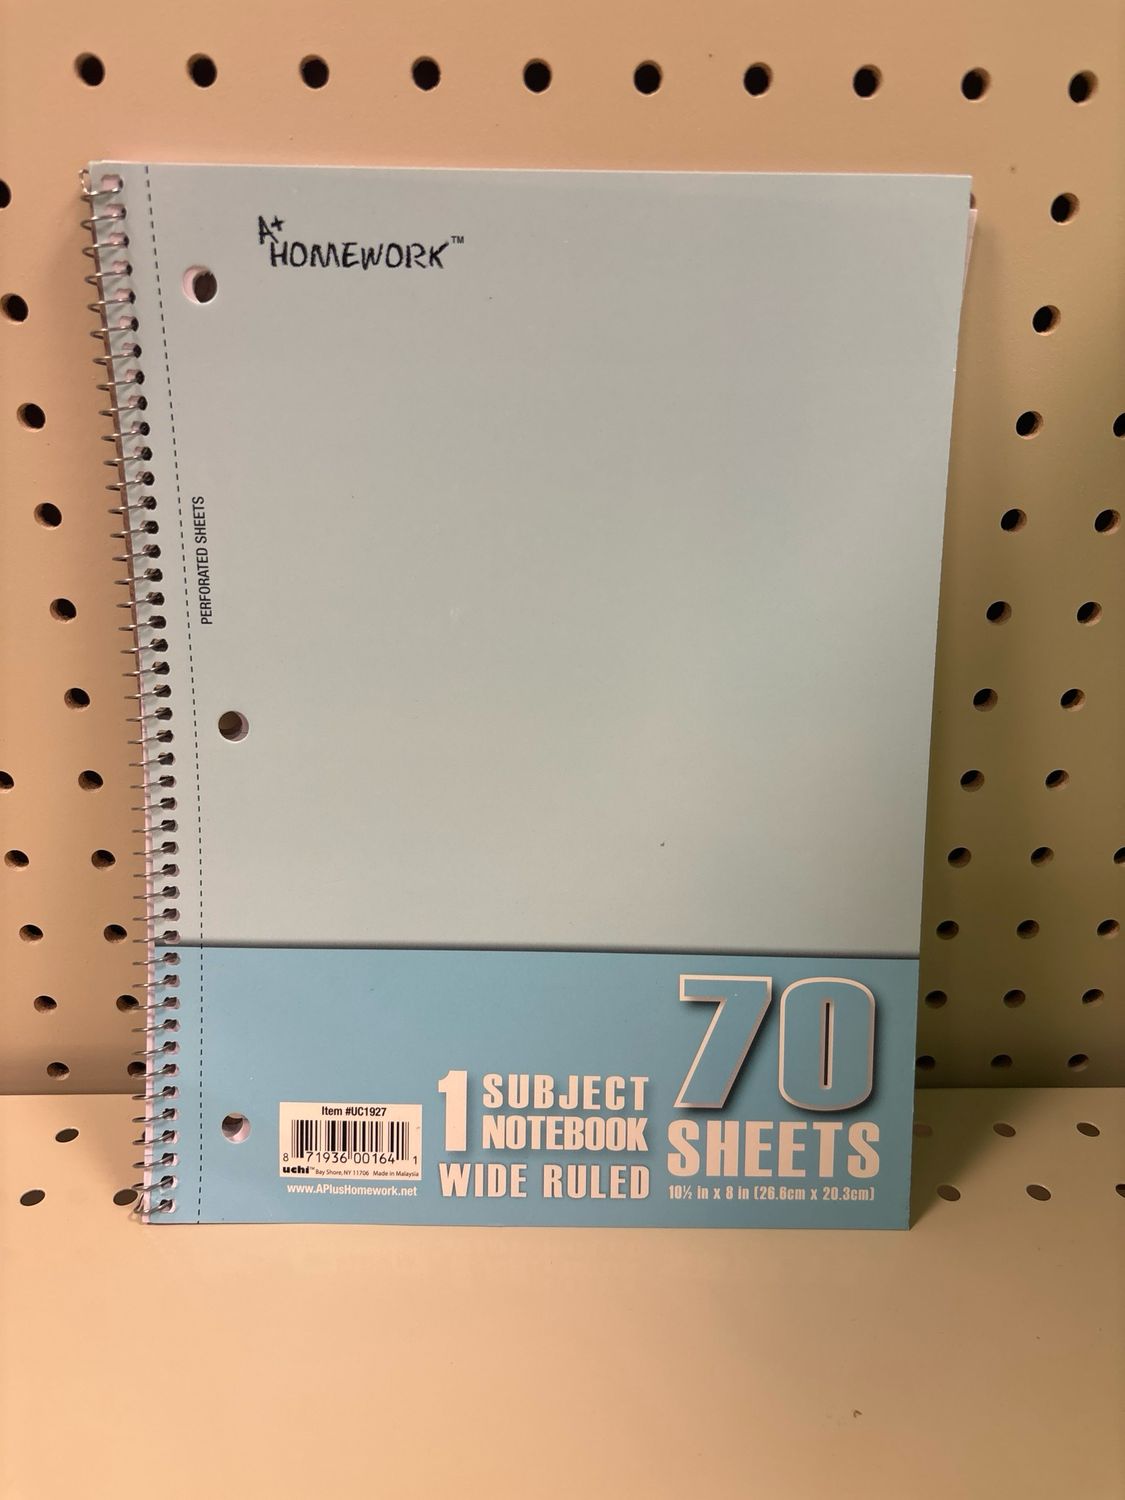 A+
HOMEWORK™
PERFORATED SHEETS
70
1 SUBJECT
NOTEBOOK
WIDE RULED
SHEETS
10½ in x 8 in (26.6cm x 20.3cm)
Item #UC1927
8 71936 00164 1
uchi™ Bay Shore, NY 11706 Made in Malaysia
www.APlusHomework.net